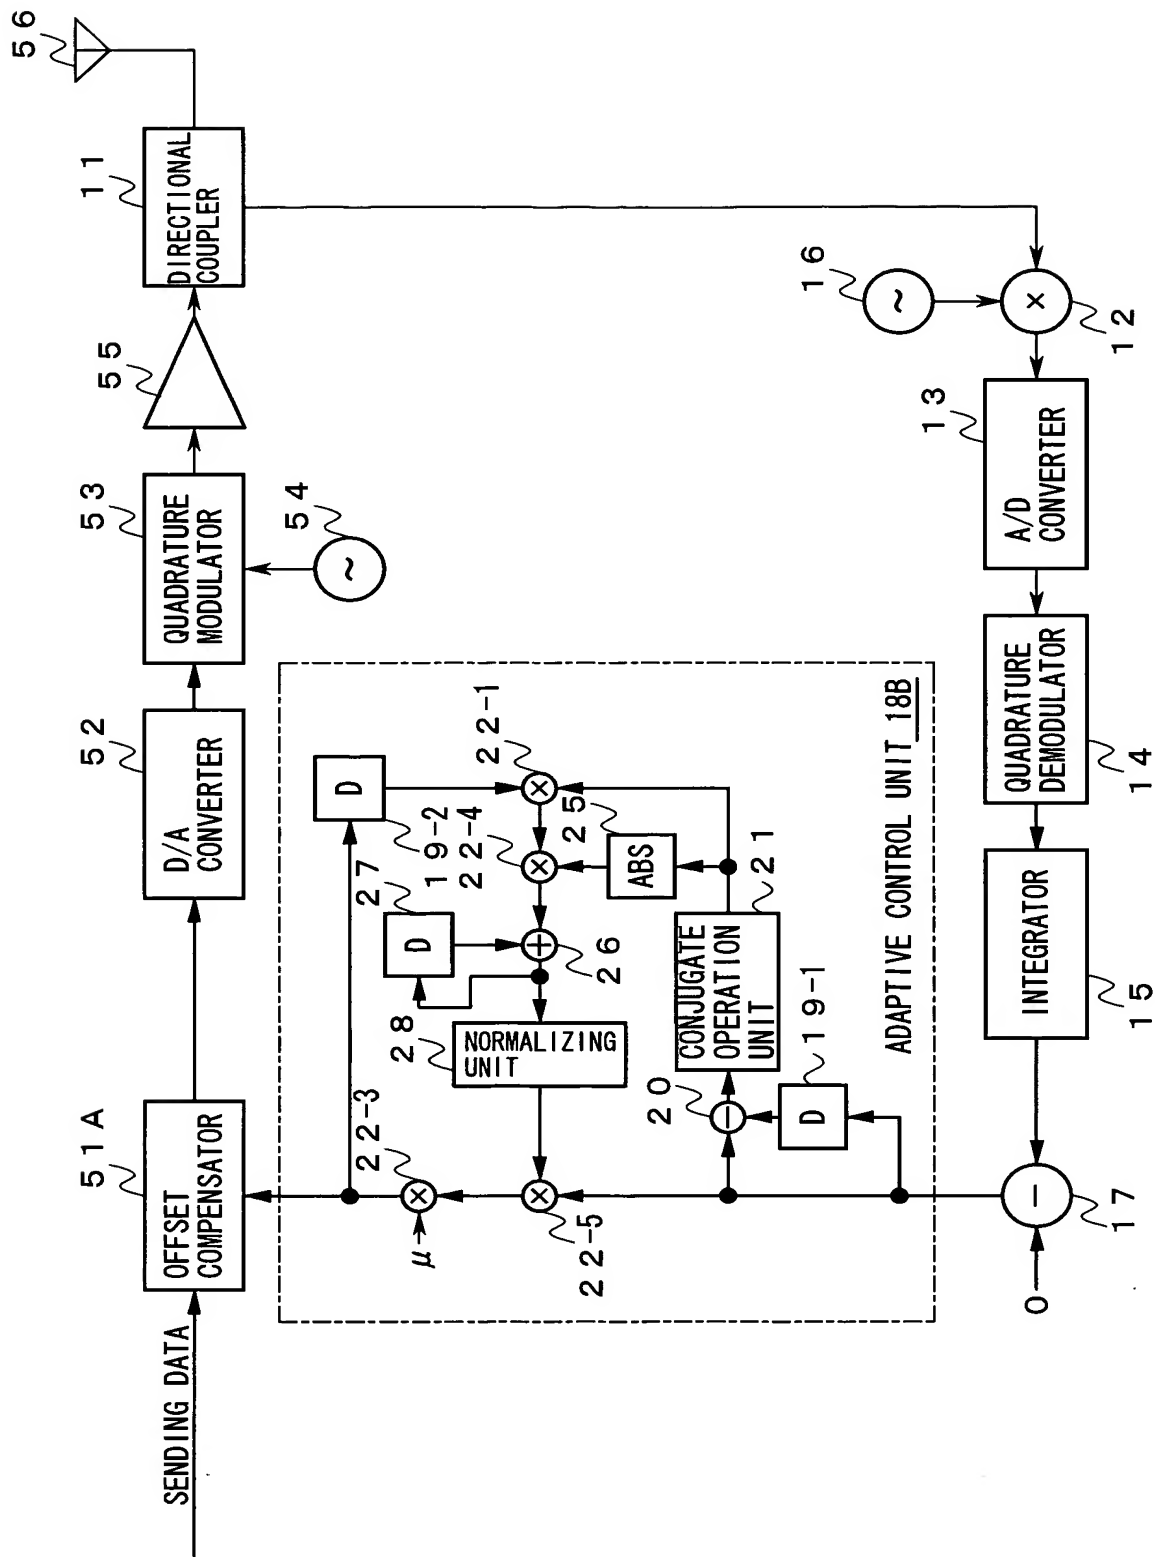 SENDING DATA
51A
OFFSET
COMPENSATOR
52
D/A
CONVERTER
53
QUADRATURE
MODULATOR
54
~
55
11
DIRECTIONAL
COUPLER
56
22-3
μ
×
22-5
×
28
NORMALIZING
UNIT
27
D
26
+
22-4
×
19-2
D
22-1
×
25
ABS
21
CONJUGATE
OPERATION
UNIT
20
−
19-1
D
ADAPTIVE CONTROL UNIT 18B
0
−
17
INTEGRATOR
15
QUADRATURE
DEMODULATOR
14
13
A/D
CONVERTER
16
~
×
12